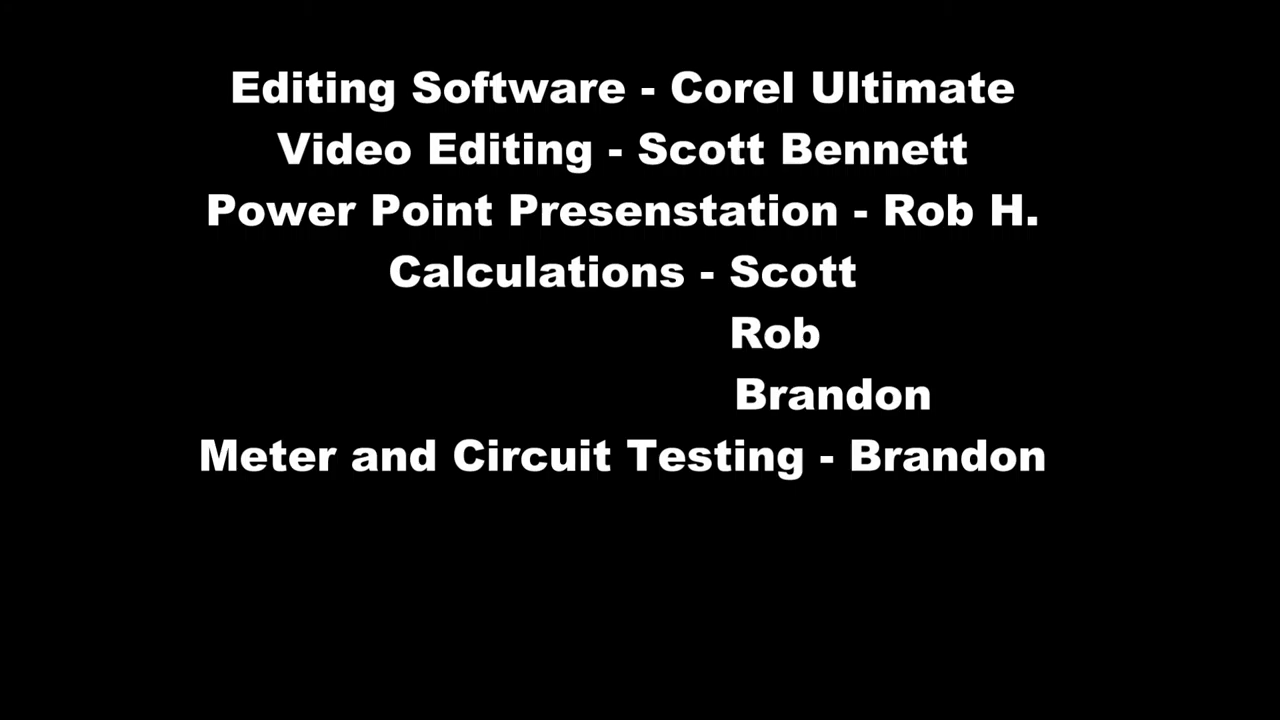 Editing Software - Corel Ultimate
Video Editing - Scott Bennett
Power Point Presenstation - Rob H.
Calculations - Scott
Rob
Brandon
Meter and Circuit Testing - Brandon